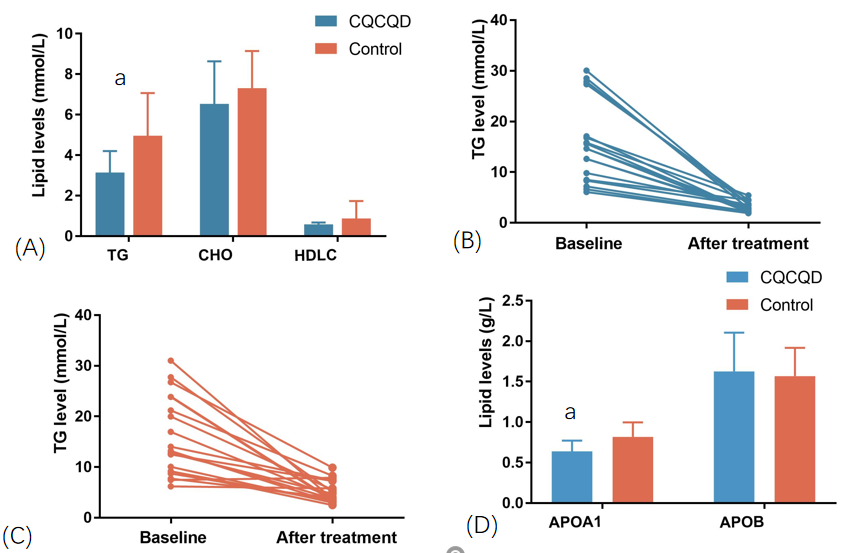 CQCQD
Control
Lipid levels (mmol/L)
10
8
6
4
2
0
a
TG
CHO
HDLC
(A)
TG level (mmol/L)
40
30
20
10
0
Baseline
After treatment
(B)
TG level (mmol/L)
40
30
20
10
0
Baseline
After treatment
(C)
CQCQD
Control
Lipid levels (g/L)
2.5
2.0
1.5
1.0
0.5
0.0
a
APOA1
APOB
(D)